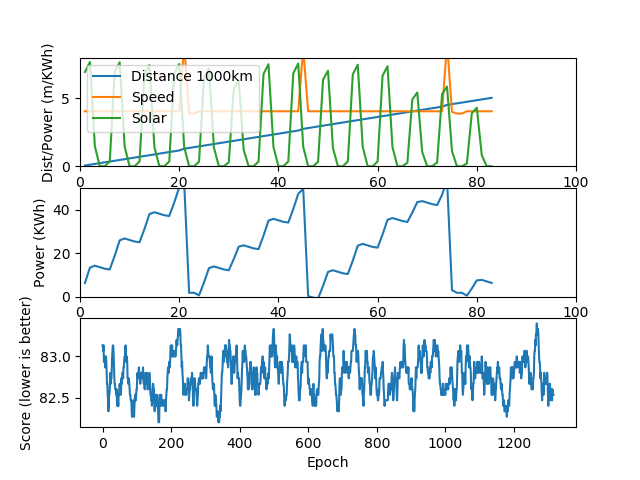 Dist/Power (m/KWh)
5
0
Distance 1000km
Speed
Solar
0 20 40 60 80 100
Power (KWh)
40
20
0
0 20 40 60 80 100
Score (lower is better)
83.0
82.5
0 200 400 600 800 1000 1200
Epoch